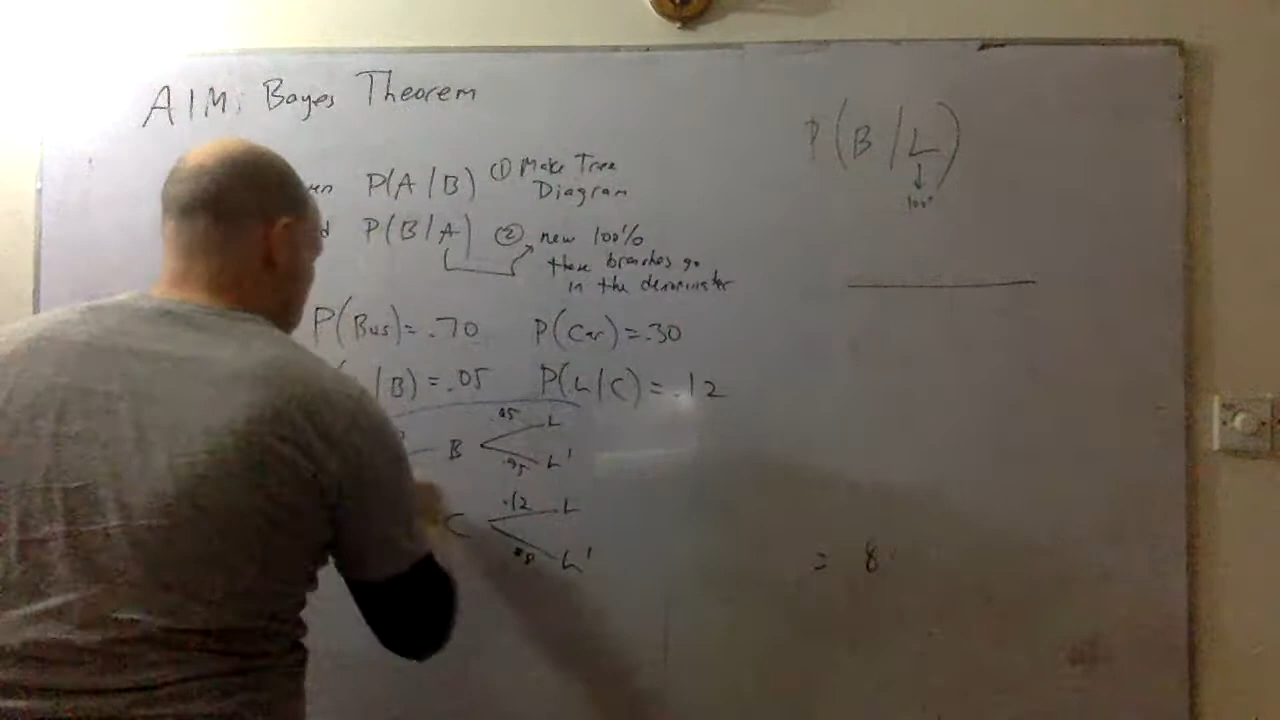 AIM: Bayes Theorem
P(A/B) ① Make Tree
Diagram
P(B/A) ② new 100%
these branches go
in the denominator
P(Bus)=.70 P(Car)=.30
/B)=.05 P(L/C)=.12
.05 L
B
.95 L'
.12 L
C
L'
P(B/L)
100%
= 8